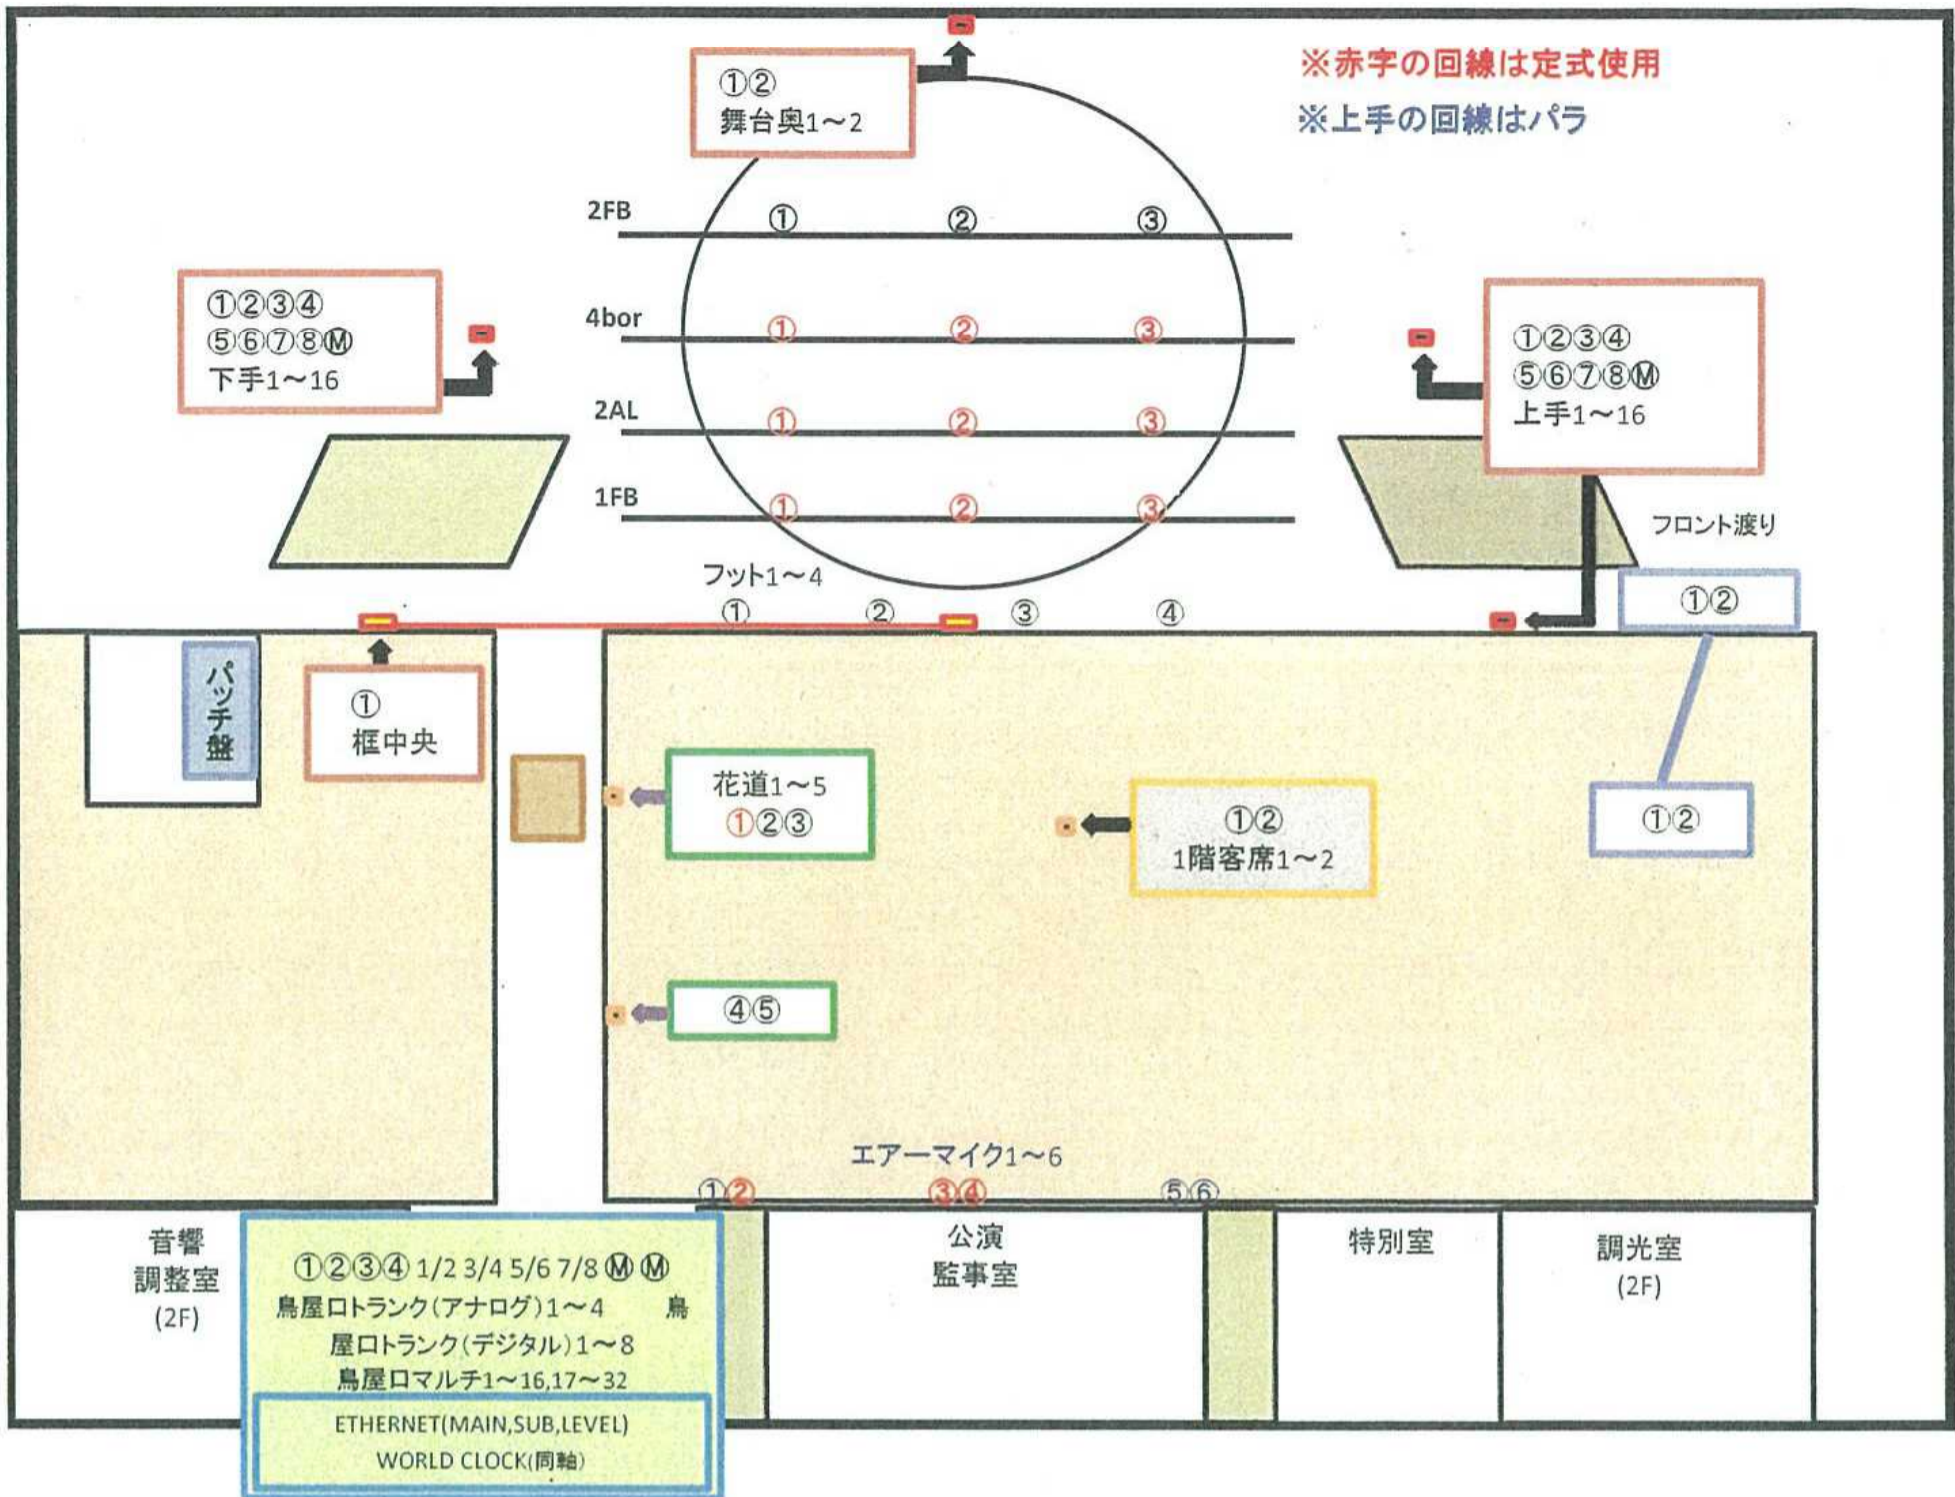 ※赤字の回線は定式使用
※上手の回線はパラ
①②
舞台奥1～2
2FB
① ② ③
4bor
① ② ③
2AL
① ② ③
1FB
① ② ③
①②③④
⑤⑥⑦⑧Ⓜ
下手1～16
①②③④
⑤⑥⑦⑧Ⓜ
上手1～16
フロント渡り
①②
フット1～4
① ② ③ ④
パッチ盤
①
框中央
花道1～5
①②③
①②
1階客席1～2
①②
④⑤
エアーマイク1～6
①② ③④ ⑤⑥
音響
調整室
(2F)
①②③④ 1/2 3/4 5/6 7/8 Ⓜ Ⓜ
鳥屋口トランク(アナログ)1～4 鳥
屋口トランク(デジタル)1～8
鳥屋口マルチ1～16,17～32
ETHERNET(MAIN,SUB,LEVEL)
WORLD CLOCK(同軸)
公演
監事室
特別室
調光室
(2F)